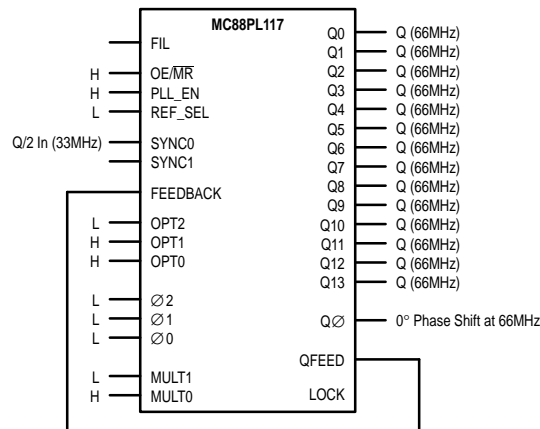 MC88PL117
FIL
H OE/MR
H PLL_EN
L REF_SEL
Q/2 In (33MHz) SYNC0
SYNC1
FEEDBACK
L OPT2
H OPT1
H OPT0
L ∅2
L ∅1
L ∅0
L MULT1
H MULT0
Q0 Q (66MHz)
Q1 Q (66MHz)
Q2 Q (66MHz)
Q3 Q (66MHz)
Q4 Q (66MHz)
Q5 Q (66MHz)
Q6 Q (66MHz)
Q7 Q (66MHz)
Q8 Q (66MHz)
Q9 Q (66MHz)
Q10 Q (66MHz)
Q11 Q (66MHz)
Q12 Q (66MHz)
Q13 Q (66MHz)
Q∅ 0° Phase Shift at 66MHz
QFEED
LOCK